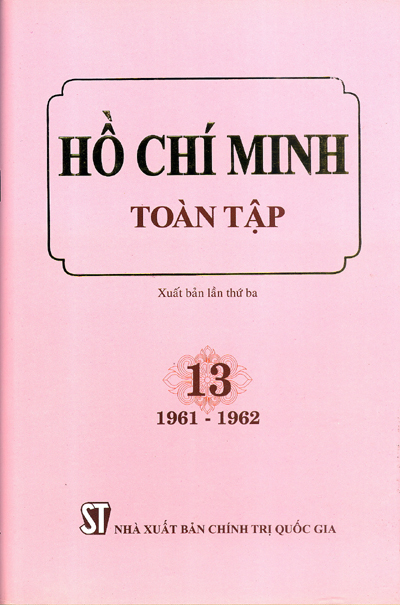 HỒ CHÍ MINH
TOÀN TẬP
Xuất bản lần thứ ba
13
1961 - 1962
ST NHÀ XUẤT BẢN CHÍNH TRỊ QUỐC GIA